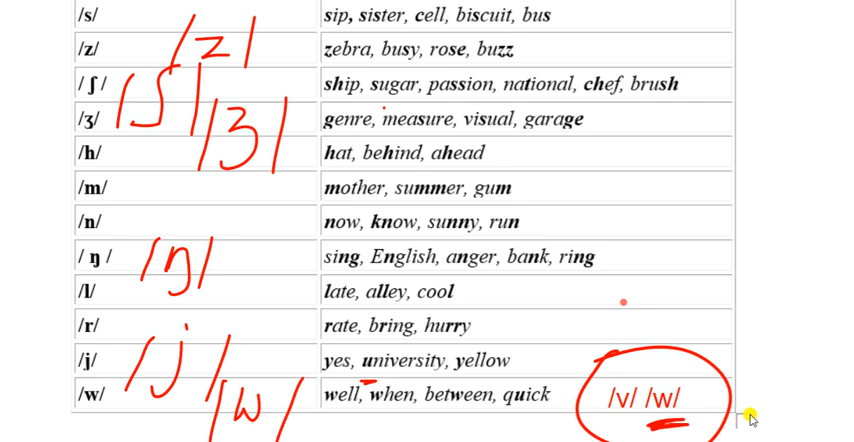 /s/ sip, sister, cell, biscuit, bus
/z/ /z/ zebra, busy, rose, buzz
/ʃ/ /ʃ/ ship, sugar, passion, national, chef, brush
/ʒ/ /ʒ/ genre, measure, visual, garage
/h/ hat, behind, ahead
/m/ mother, summer, gum
/n/ now, know, sunny, run
/ŋ/ /ŋ/ sing, English, anger, bank, ring
/l/ late, alley, cool
/r/ rate, bring, hurry
/j/ /j/ yes, university, yellow
/w/ /w/ well, when, between, quick /v/ /w/